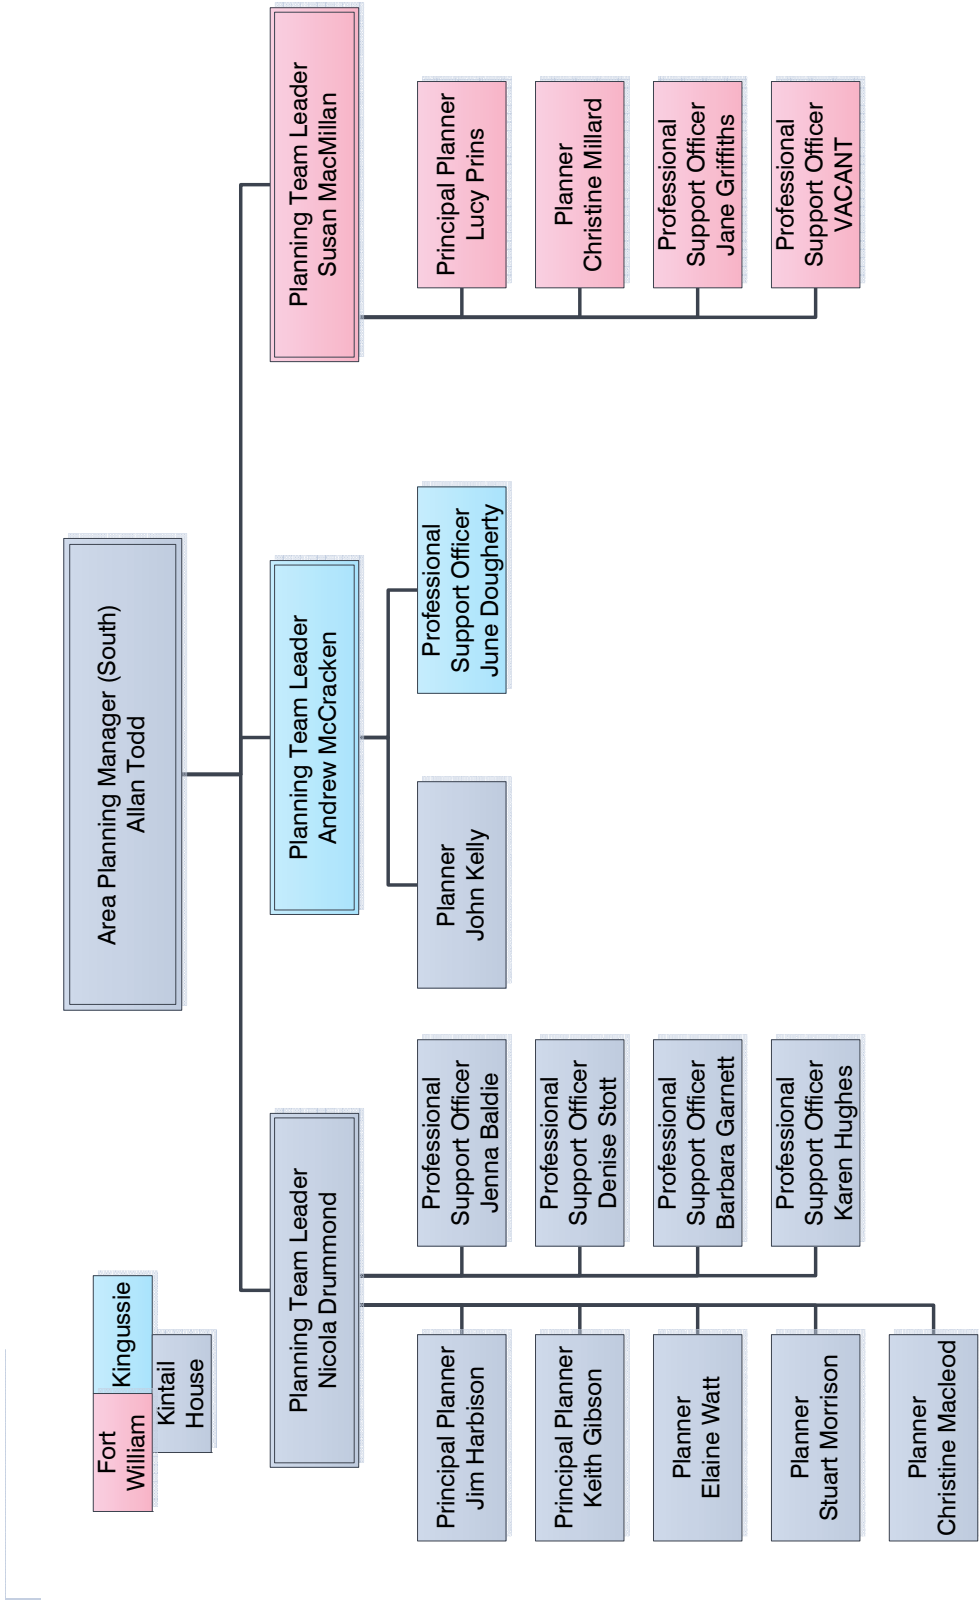 Fort
William
Kingussie
Kintail
House
Area Planning Manager (South)
Allan Todd
Planning Team Leader
Nicola Drummond
Planning Team Leader
Andrew McCracken
Planning Team Leader
Susan MacMillan
Principal Planner
Jim Harbison
Principal Planner
Keith Gibson
Planner
Elaine Watt
Planner
Stuart Morrison
Planner
Christine Macleod
Professional
Support Officer
Jenna Baldie
Professional
Support Officer
Denise Stott
Professional
Support Officer
Barbara Garnett
Professional
Support Officer
Karen Hughes
Planner
John Kelly
Professional
Support Officer
June Dougherty
Principal Planner
Lucy Prins
Planner
Christine Millard
Professional
Support Officer
Jane Griffiths
Professional
Support Officer
VACANT